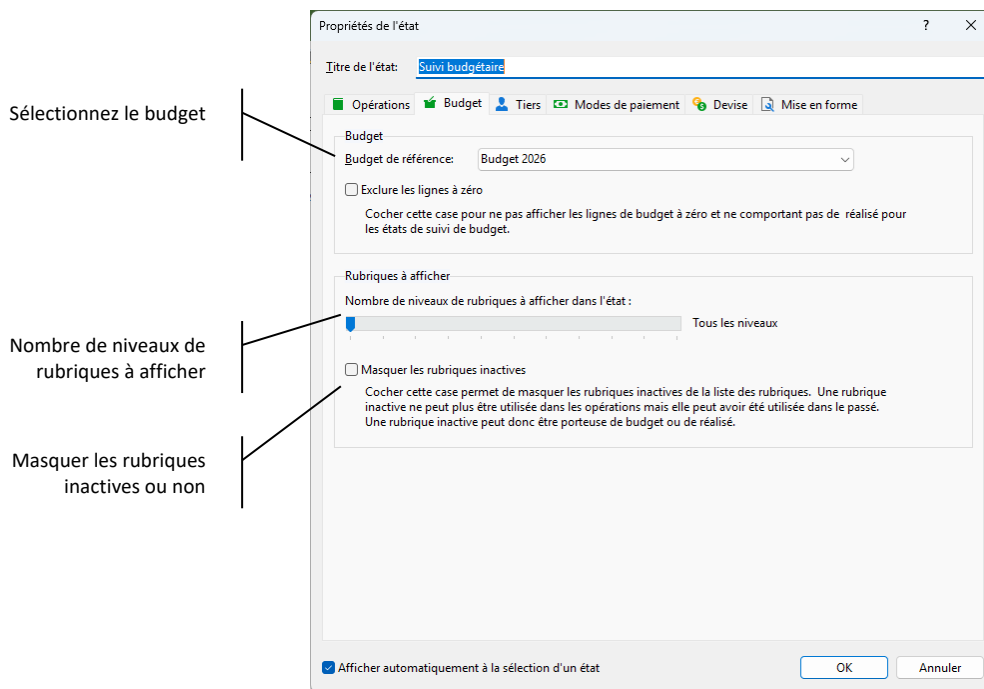 Propriétés de l'état
?
Titre de l'état:
Suivi budgétaire
Opérations
Budget
Tiers
Modes de paiement
Devise
Mise en forme
Sélectionnez le budget
Budget
Budget de référence:
Budget 2026
Exclure les lignes à zéro
Cocher cette case pour ne pas afficher les lignes de budget à zéro et ne comportant pas de réalisé pour
les états de suivi de budget.
Rubriques à afficher
Nombre de niveaux de rubriques à afficher dans l'état :
Tous les niveaux
Nombre de niveaux de
rubriques à afficher
Masquer les rubriques inactives
Cocher cette case permet de masquer les rubriques inactives de la liste des rubriques. Une rubrique
inactive ne peut plus être utilisée dans les opérations mais elle peut avoir été utilisée dans le passé.
Une rubrique inactive peut donc être porteuse de budget ou de réalisé.
Masquer les rubriques
inactives ou non
Afficher automatiquement à la sélection d'un état
OK
Annuler